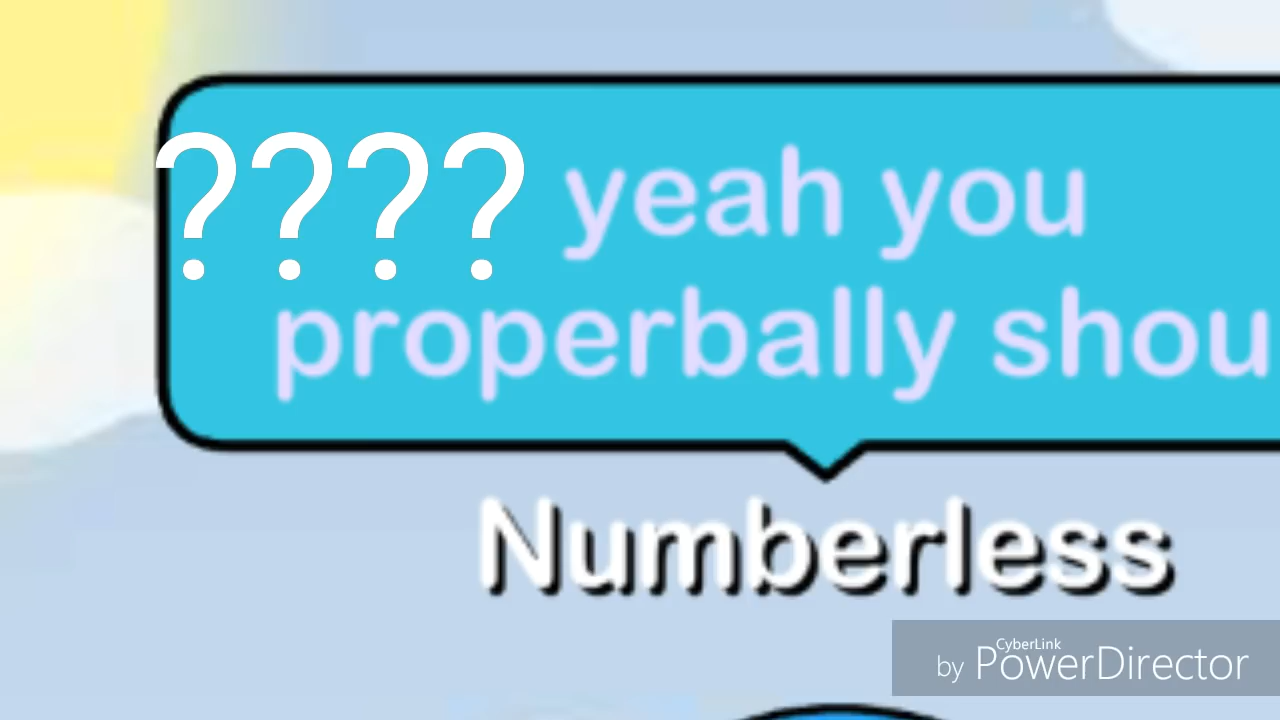 ???? yeah you
properbally shou
Numberless
CyberLink
by PowerDirector